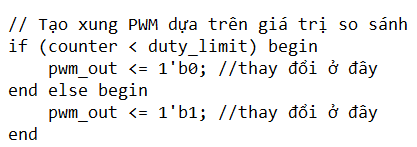 // Tạo xung PWM dựa trên giá trị so sánh
if (counter < duty_limit) begin
    pwm_out <= 1'b0; //thay đổi ở đây
end else begin
    pwm_out <= 1'b1; //thay đổi ở đây
end